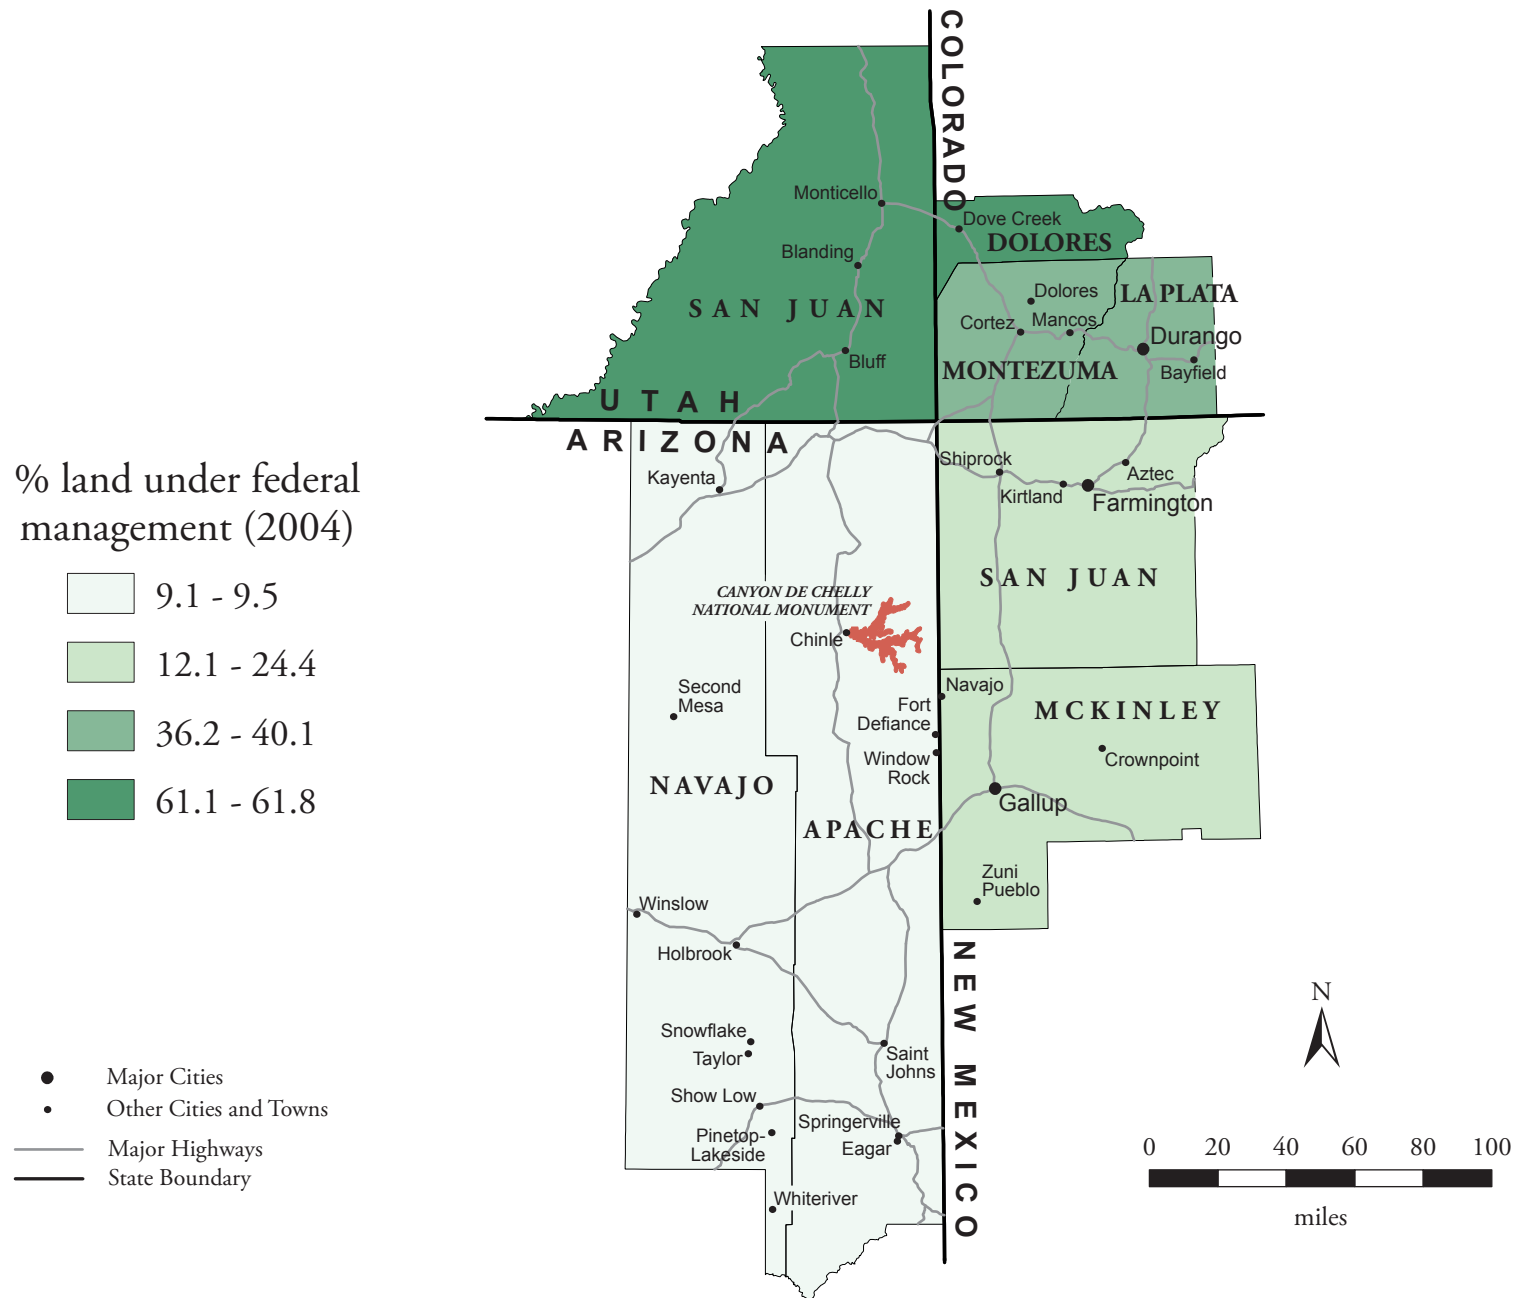 COLORADO
Monticello
Dove Creek
DOLORES
Blanding
Dolores
LA PLATA
SAN JUAN
Cortez
Mancos
Durango
Bluff
MONTEZUMA
Bayfield
UTAH
ARIZONA
% land under federal
management (2004)
9.1 - 9.5
12.1 - 24.4
36.2 - 40.1
61.1 - 61.8
Kayenta
Shiprock
Aztec
Kirtland
Farmington
SAN JUAN
CANYON DE CHELLY
NATIONAL MONUMENT
Chinle
Second
Mesa
Navajo
Fort
Defiance
MCKINLEY
Window
Rock
Crownpoint
NAVAJO
Gallup
APACHE
Zuni
Pueblo
Winslow
Holbrook
NEW MEXICO
Snowflake
Taylor
Saint
Johns
Show Low
Springerville
Pinetop-
Lakeside
Eagar
Whiteriver
Major Cities
Other Cities and Towns
Major Highways
State Boundary
N
0 20 40 60 80 100
miles